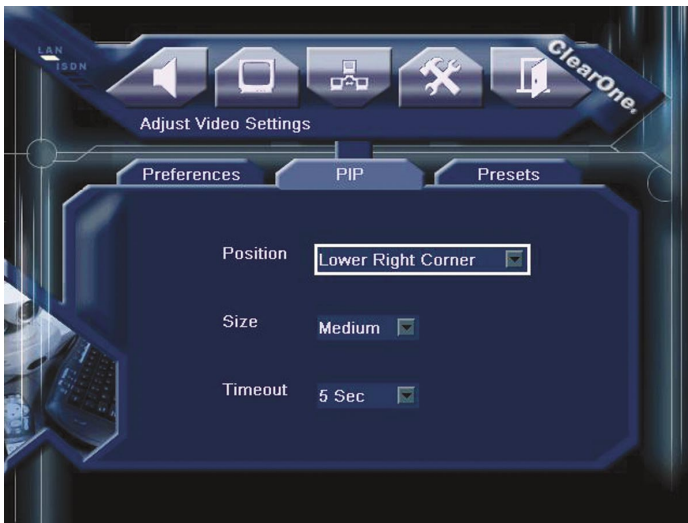 LAN
ISDN
ClearOne.
Adjust Video Settings
Preferences PIP Presets
Position Lower Right Corner
Size Medium
Timeout 5 Sec